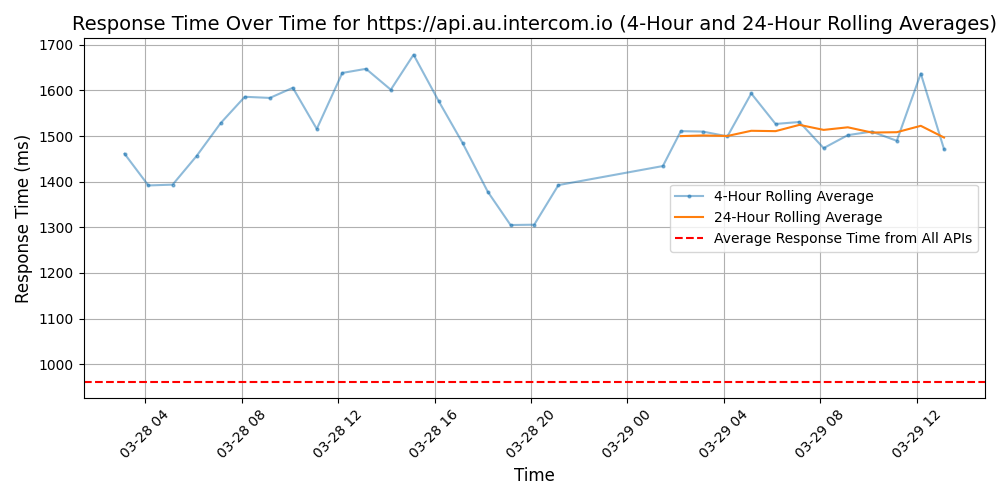 Response Time Over Time for https://api.au.intercom.io (4-Hour and 24-Hour Rolling Averages)
Response Time (ms)
1700
1600
1500
1400
1300
1200
1100
1000
4-Hour Rolling Average
24-Hour Rolling Average
Average Response Time from All APIs
03-28 04
03-28 08
03-28 12
03-28 16
03-28 20
03-29 00
03-29 04
03-29 08
03-29 12
Time